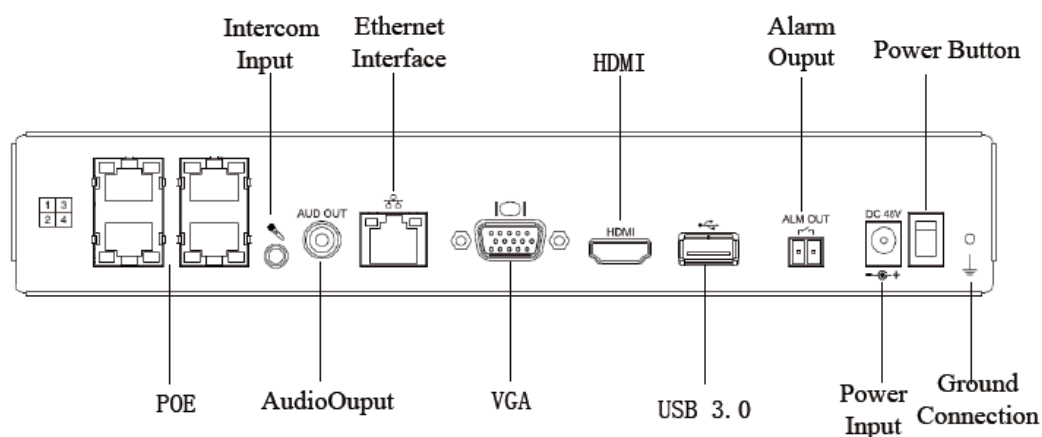 Intercom
Input
Ethernet
Interface
HDMI
Alarm
Ouput
Power Button
1 3
2 4
AUD OUT
HDMI
ALM OUT
DC 48V
- +
POE
AudioOuput
VGA
USB 3.0
Power
Input
Ground
Connection